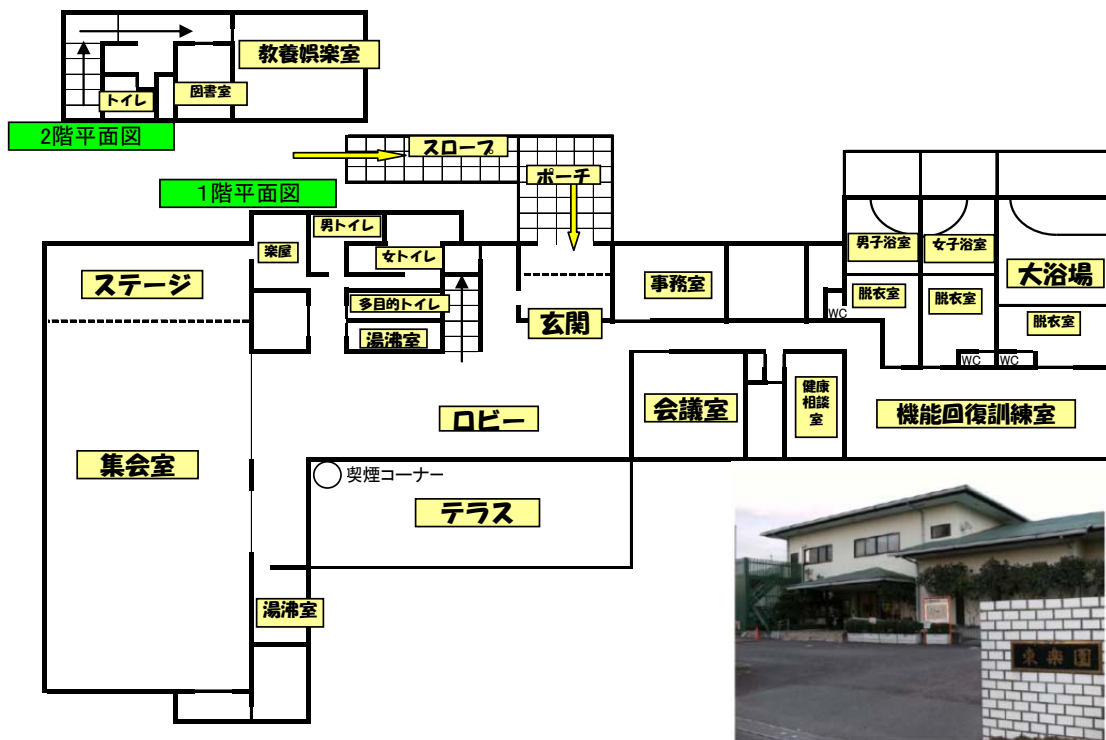 教養娯楽室
図書室
トイレ
2階平面図
スロープ
ポーチ
1階平面図
男トイレ
楽屋
女トイレ
ステージ
多目的トイレ
湯沸室
玄関
事務室
男子浴室
女子浴室
大浴場
脱衣室
脱衣室
脱衣室
WC
WC
WC
ロビー
会議室
健康
相談
室
機能回復訓練室
集会室
喫煙コーナー
テラス
湯沸室
東楽園